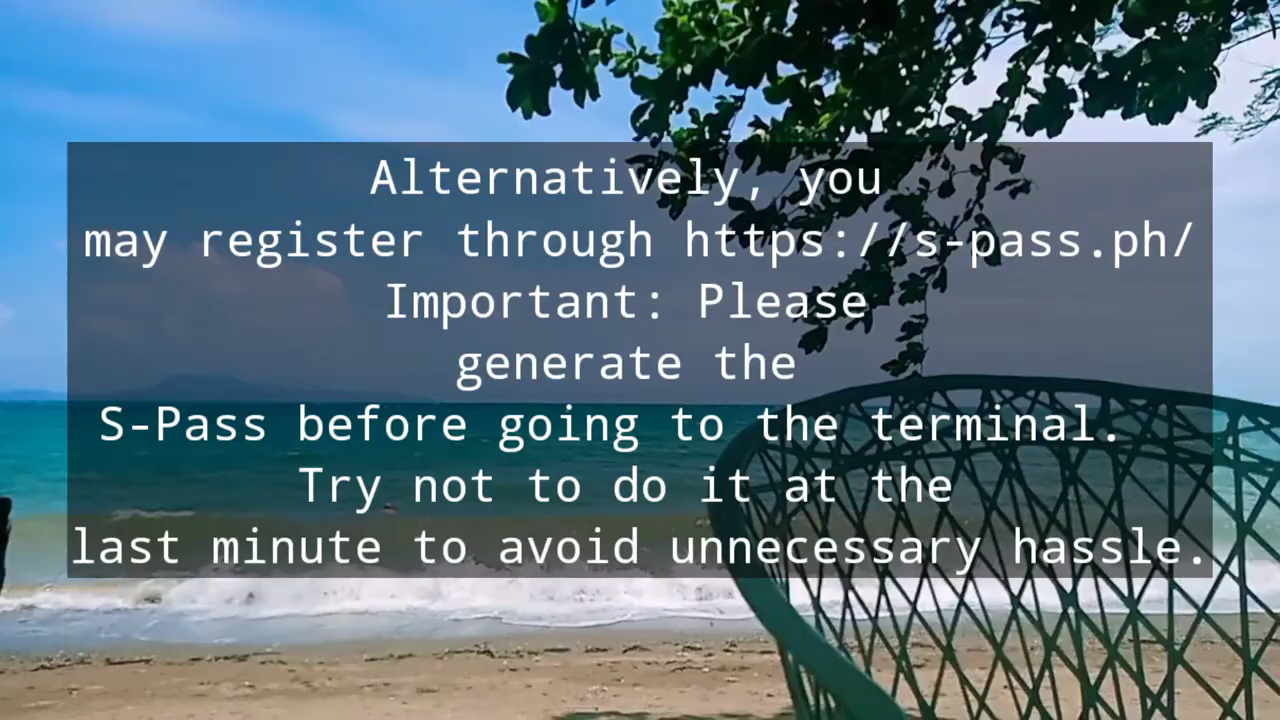 Alternatively, you
may register through https://s-pass.ph/
Important: Please
generate the
S-Pass before going to the terminal.
Try not to do it at the
last minute to avoid unnecessary hassle.